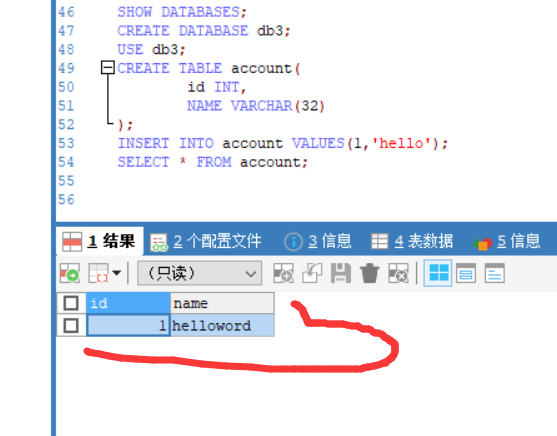 46 SHOW DATABASES;
47 CREATE DATABASE db3;
48 USE db3;
49 CREATE TABLE account(
50 id INT,
51 NAME VARCHAR(32)
52 );
53 INSERT INTO account VALUES(1,'hello');
54 SELECT * FROM account;
55
56
1 结果 2 个配置文件 3 信息 4 表数据 5 信息
（只读）
id name
1 helloword